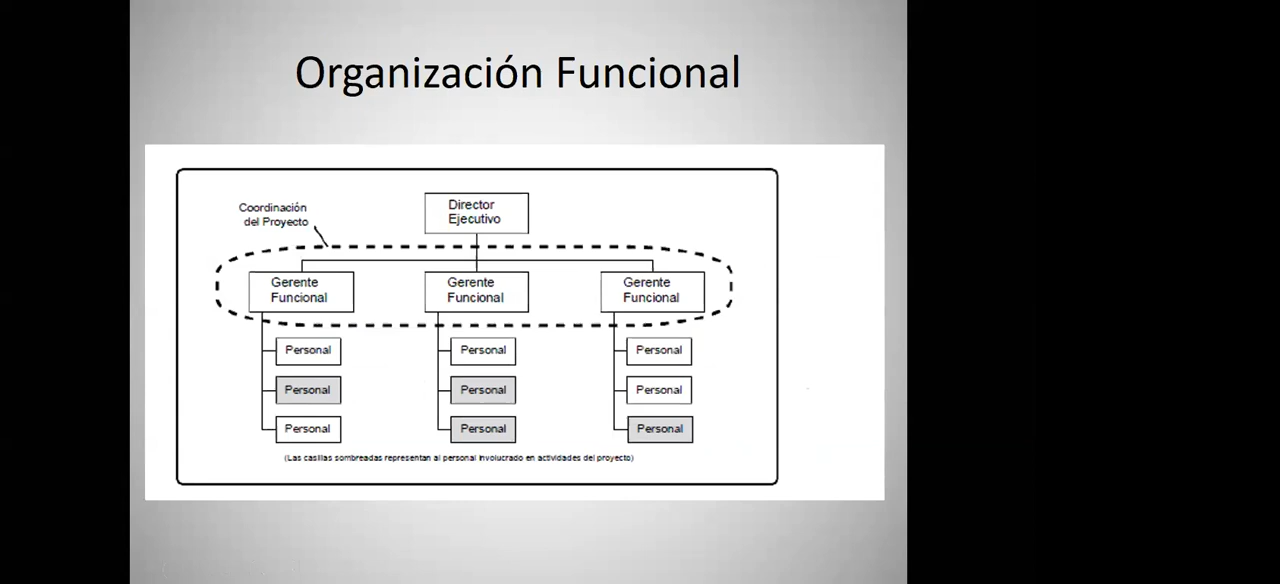 Organización Funcional
Coordinación
del Proyecto
Director
Ejecutivo
Gerente
Funcional
Gerente
Funcional
Gerente
Funcional
Personal
Personal
Personal
Personal
Personal
Personal
Personal
Personal
Personal
(Las casillas sombreadas representan al personal involucrado en actividades del proyecto)